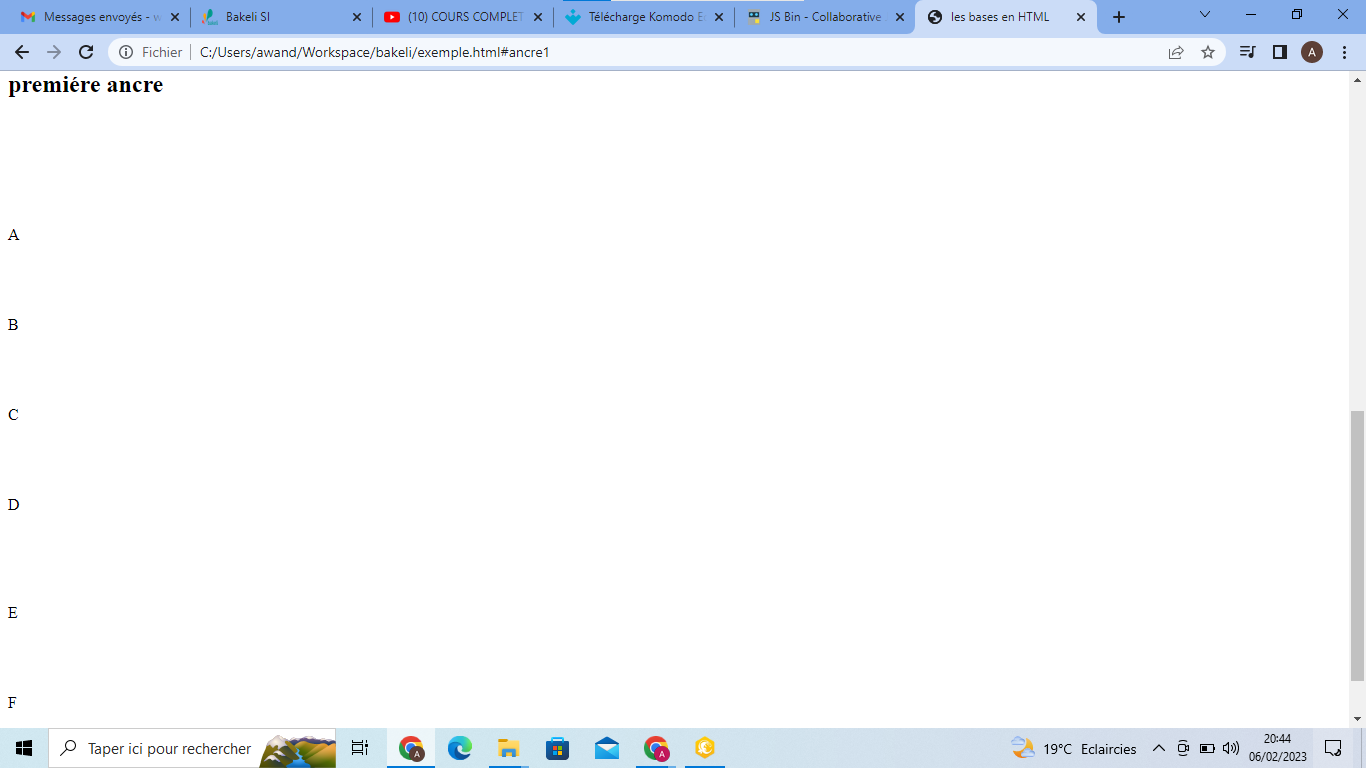 Messages envoyés - w
Bakeli SI
(10) COURS COMPLET
Télécharge Komodo E
JS Bin - Collaborative
les bases en HTML
Fichier
C:/Users/awand/Workspace/bakeli/exemple.html#ancre1
A
premiére ancre
A
B
C
D
E
F
Taper ici pour rechercher
A
A
19°C Eclaircies
20:44
06/02/2023